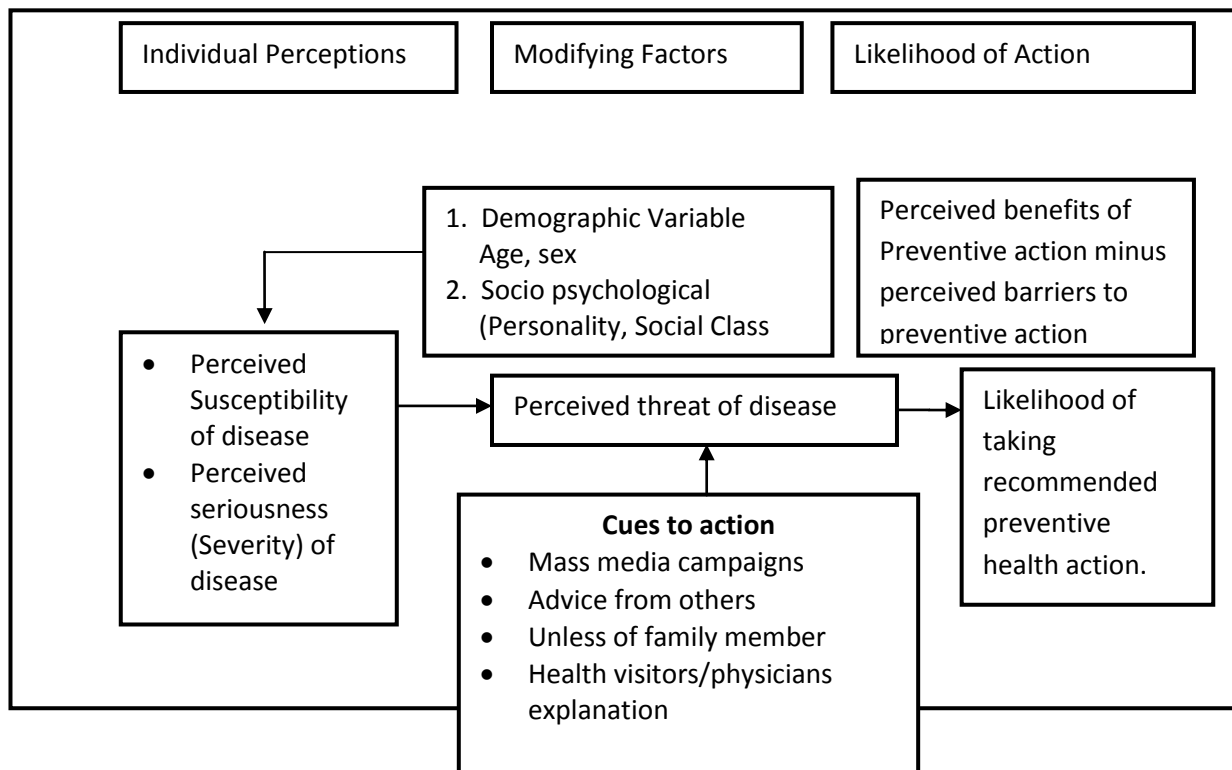 Individual Perceptions
Modifying Factors
Likelihood of Action
1. Demographic Variable
Age, sex
2. Socio psychological
(Personality, Social Class
Perceived benefits of
Preventive action minus
perceived barriers to
preventive action
• Perceived
Susceptibility
of disease
• Perceived
seriousness
(Severity) of
disease
Perceived threat of disease
Likelihood of
taking
recommended
preventive
health action.
Cues to action
• Mass media campaigns
• Advice from others
• Unless of family member
• Health visitors/physicians
explanation